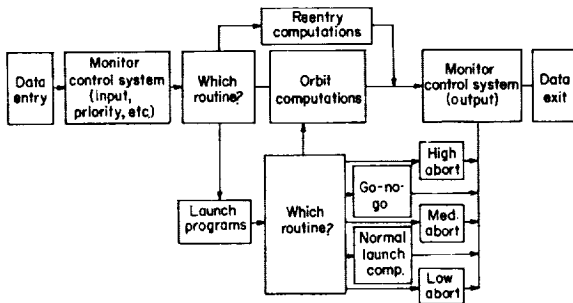 Reentry
computations
Data
entry
Monitor
control system
(input,
priority, etc.)
Which
routine?
Orbit
computations
Monitor
control system
(output)
Data
exit
Launch
programs
Which
routine?
High
abort
Go-no-
go
Med.
abort
Normal
launch
comp.
Low
abort